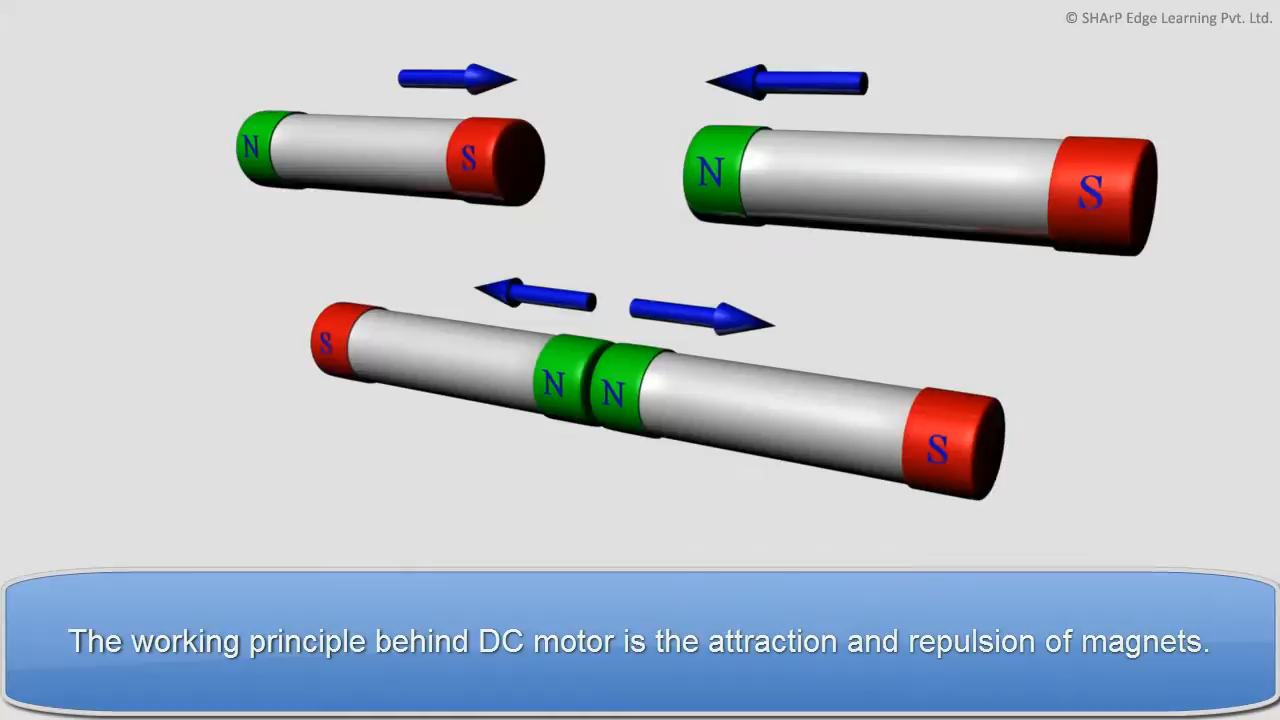 © SHArP Edge Learning Pvt. Ltd.
N
S
N
S
S
N
N
S
The working principle behind DC motor is the attraction and repulsion of magnets.